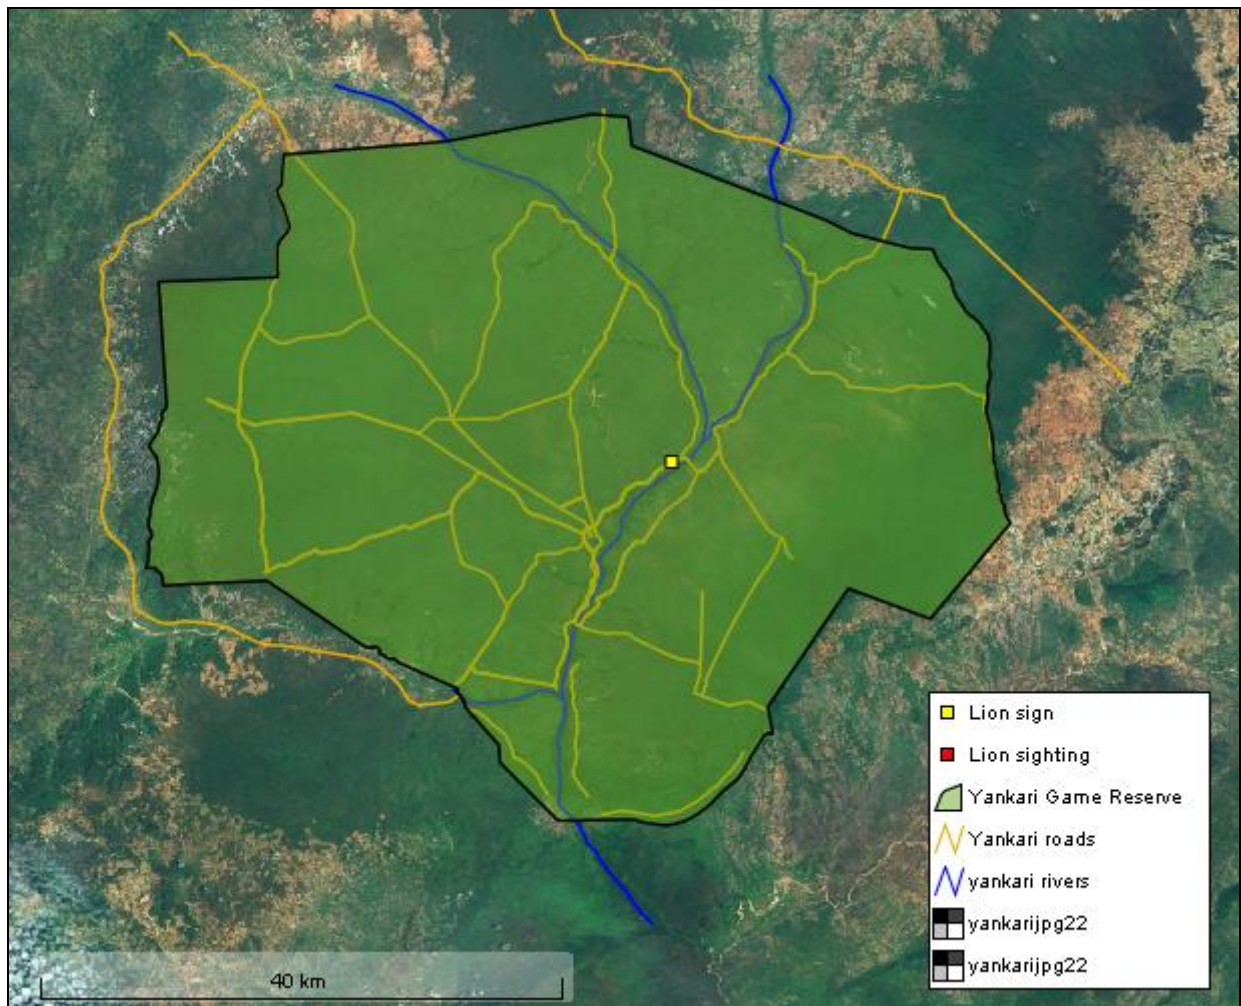 Lion sign
Lion sighting
Yankari Game Reserve
Yankari roads
yankari rivers
yankarijpg22
yankarijpg22
40 km